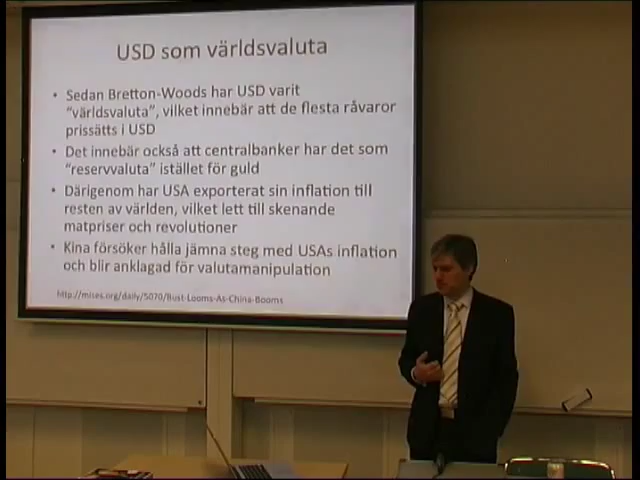 USD som världsvaluta
• Sedan Bretton-Woods har USD varit
"världsvaluta", vilket innebär att de flesta råvaror
prissätts i USD
• Det innebär också att centralbanker har det som
"reservvaluta" istället för guld
• Därigenom har USA exporterat sin inflation till
resten av världen, vilket lett till skenande
matpriser och revolutioner
• Kina försöker hålla jämna steg med USAs inflation
och blir anklagad för valutamanipulation
http://mises.org/daily/5070/Bust-Looms-As-China-Booms